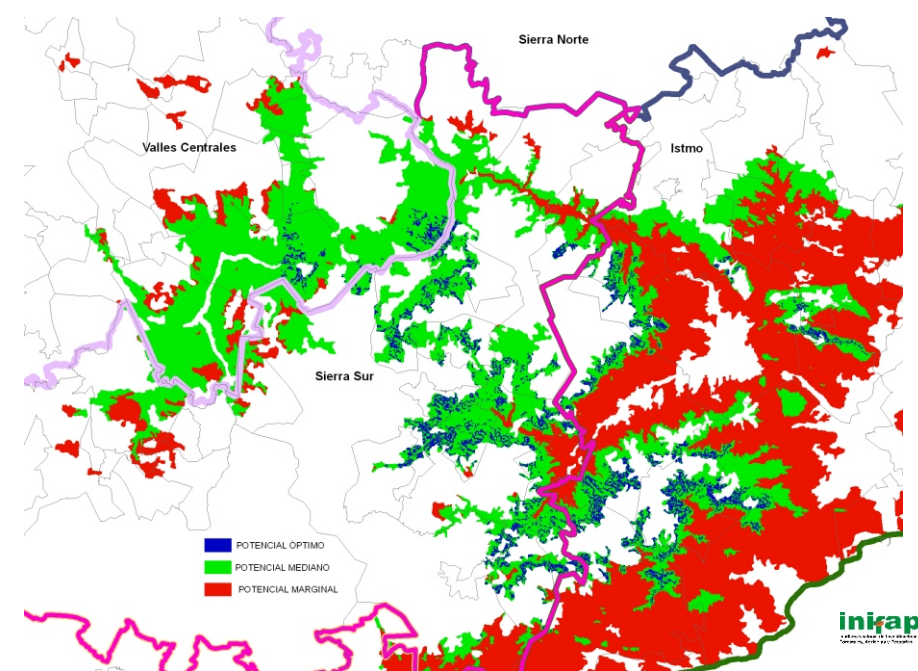 Sierra Norte
Valles Centrales
Istmo
Sierra Sur
POTENCIAL ÓPTIMO
POTENCIAL MEDIANO
POTENCIAL MARGINAL
inifap